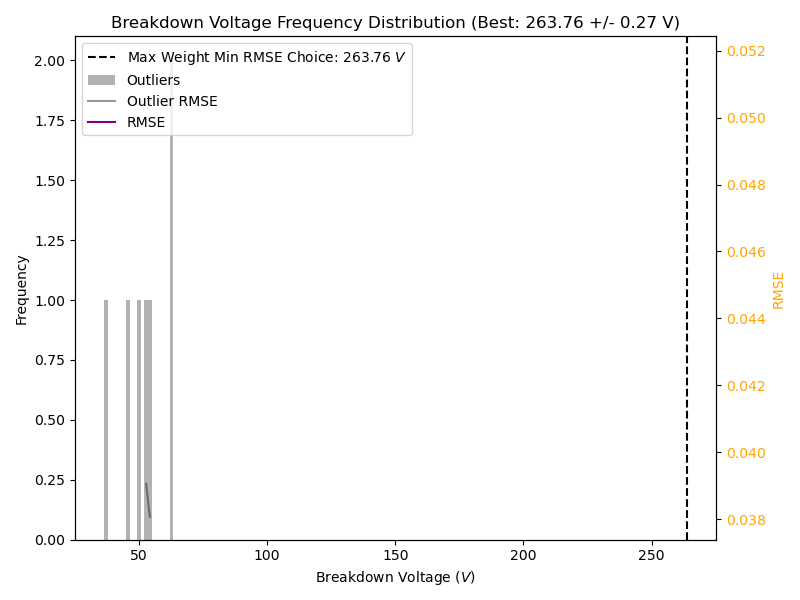 Breakdown Voltage Frequency Distribution (Best: 263.76 +/- 0.27 V)
Max Weight Min RMSE Choice: 263.76 V
Outliers
Outlier RMSE
RMSE
2.00
1.75
1.50
1.25
1.00
0.75
0.50
0.25
0.00
Frequency
50
100
150
200
250
Breakdown Voltage (V)
0.052
0.050
0.048
0.046
0.044
0.042
0.040
0.038
RMSE